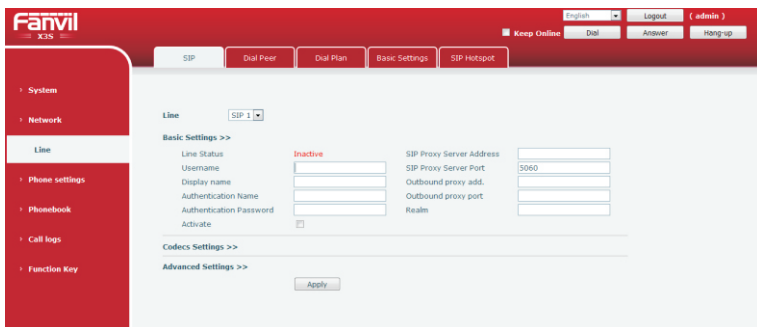 Fanvil
X3S
English
Logout
( admin )
Keep Online
Dial
Answer
Hang-up
SIP
Dial Peer
Dial Plan
Basic Settings
SIP Hotspot
› System
› Network
Line
› Phone settings
› Phonebook
› Call logs
› Function Key
Line SIP 1
Basic Settings >>
Line Status Inactive SIP Proxy Server Address
Username SIP Proxy Server Port 5060
Display name Outbound proxy add.
Authentication Name Outbound proxy port
Authentication Password Realm
Activate
Codecs Settings >>
Advanced Settings >>
Apply